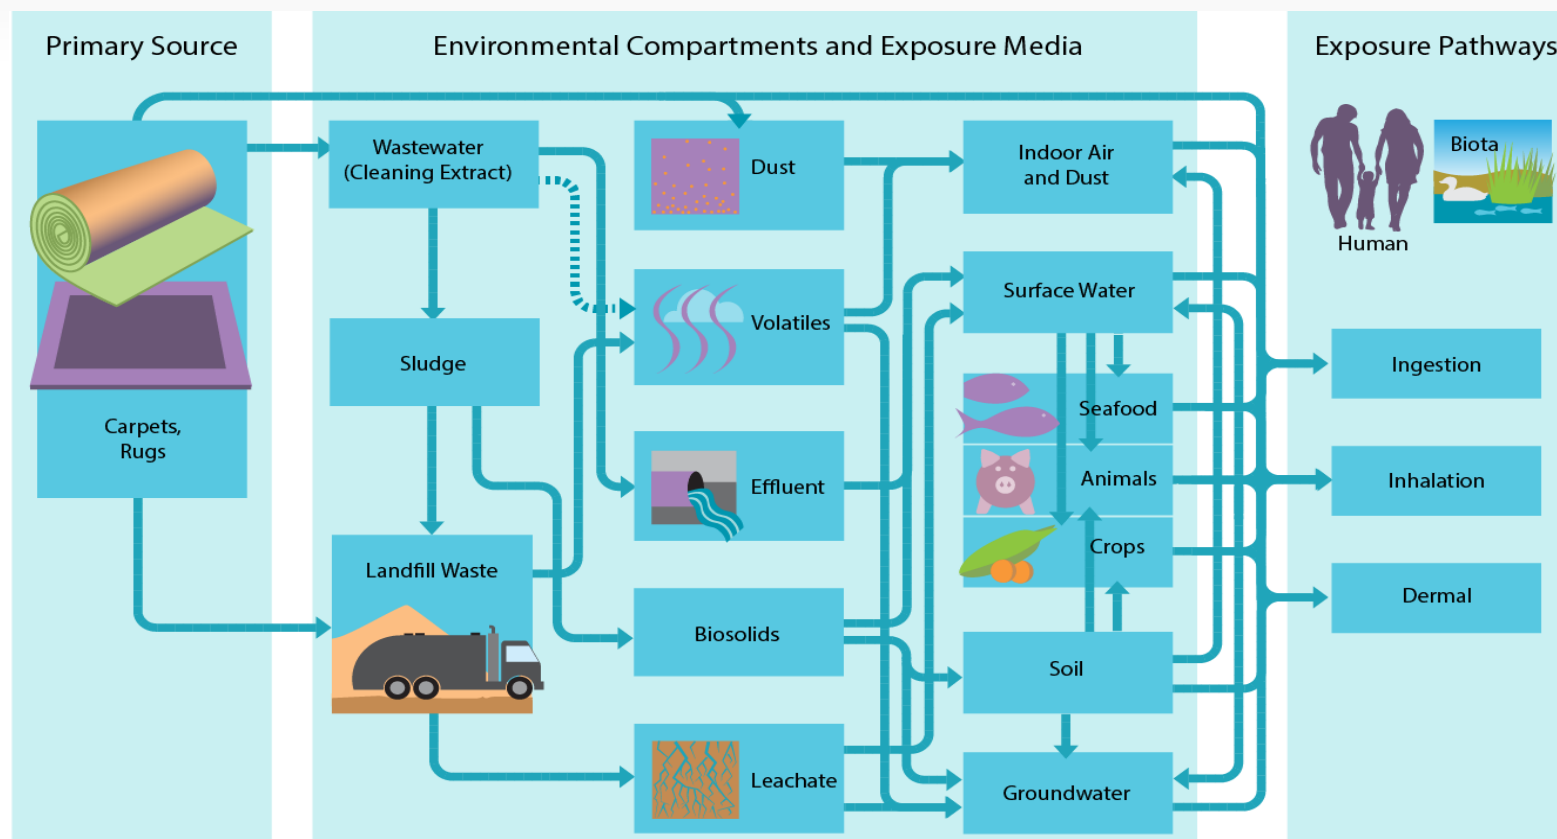 Primary Source
Environmental Compartments and Exposure Media
Exposure Pathways
Carpets,
Rugs
Wastewater
(Cleaning Extract)
Sludge
Landfill Waste
Dust
Volatiles
Effluent
Biosolids
Leachate
Indoor Air
and Dust
Surface Water
Seafood
Animals
Crops
Soil
Groundwater
Human
Biota
Ingestion
Inhalation
Dermal